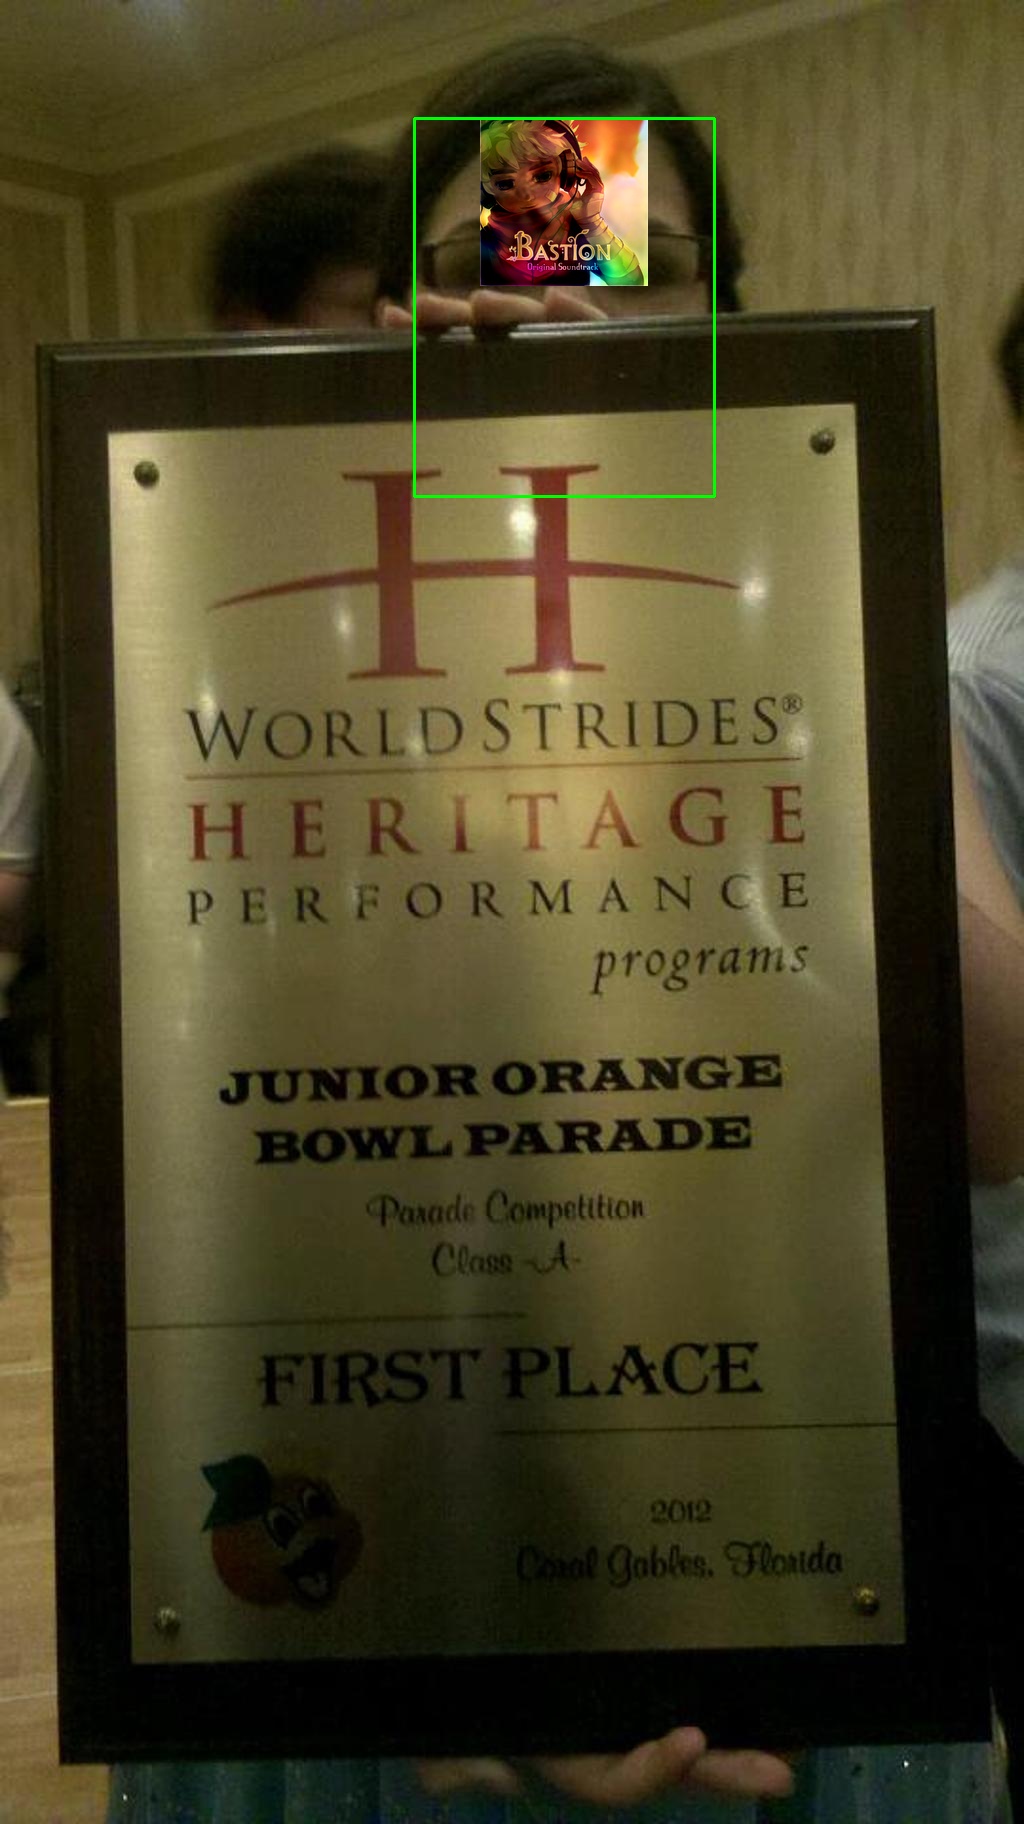 BASTION
Original Soundtrack
H
WORLDSTRIDES®
HERITAGE
PERFORMANCE
programs
JUNIOR ORANGE
BOWL PARADE
Parade Competition
Class -A-
FIRST PLACE
2012
Coral Gables, Florida